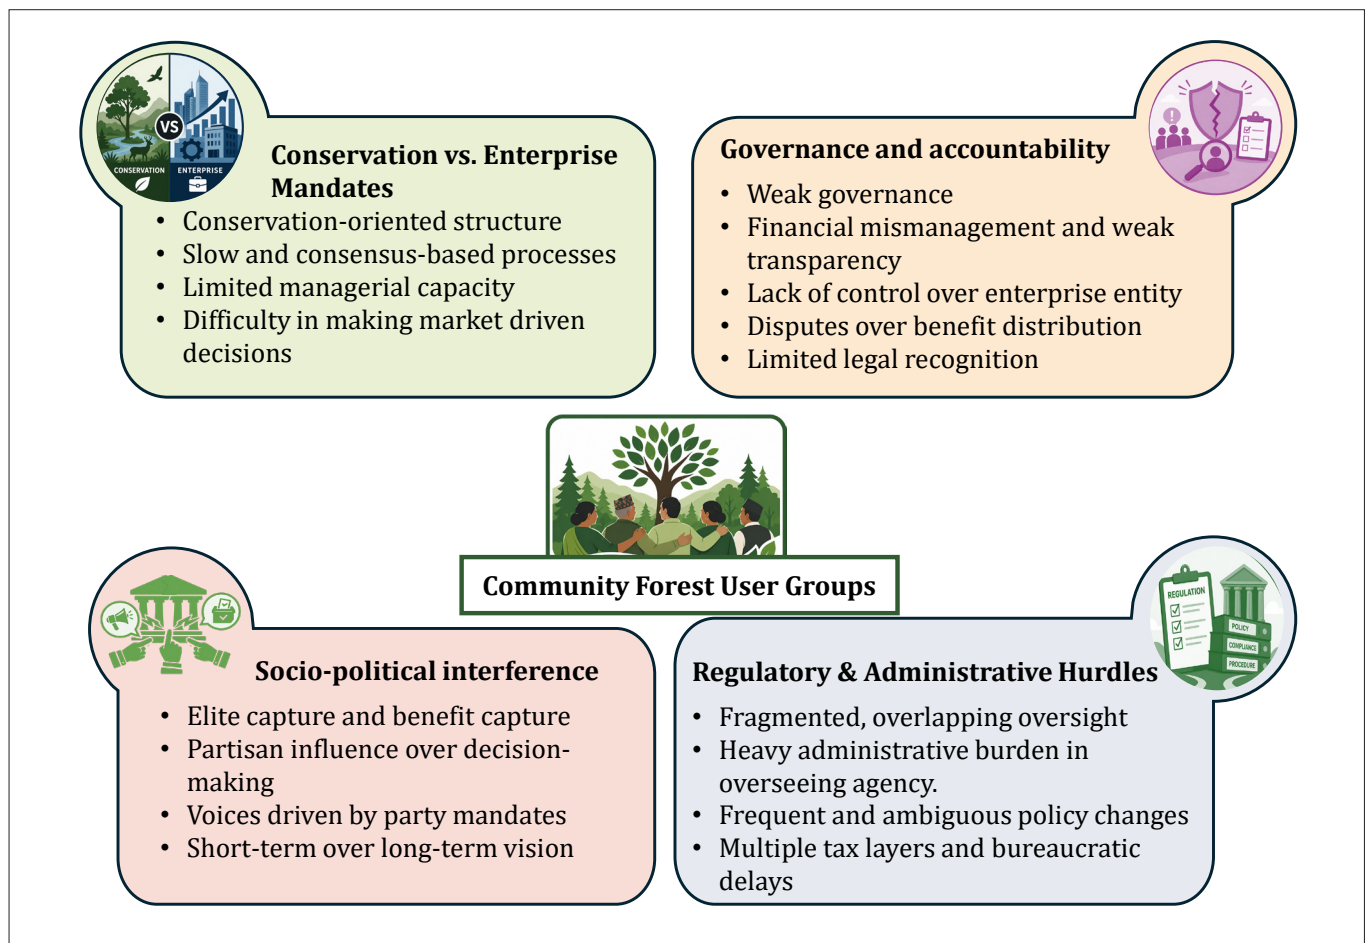 VS
CONSERVATION
ENTERPRISE
Conservation vs. Enterprise
Mandates
• Conservation-oriented structure
• Slow and consensus-based processes
• Limited managerial capacity
• Difficulty in making market driven
decisions
Governance and accountability
• Weak governance
• Financial mismanagement and weak
transparency
• Lack of control over enterprise entity
• Disputes over benefit distribution
• Limited legal recognition
Community Forest User Groups
Socio-political interference
• Elite capture and benefit capture
• Partisan influence over decision-
making
• Voices driven by party mandates
• Short-term over long-term vision
REGULATION
POLICY
COMPLIANCE
PROCEDURE
Regulatory & Administrative Hurdles
• Fragmented, overlapping oversight
• Heavy administrative burden in
overseeing agency.
• Frequent and ambiguous policy changes
• Multiple tax layers and bureaucratic
delays